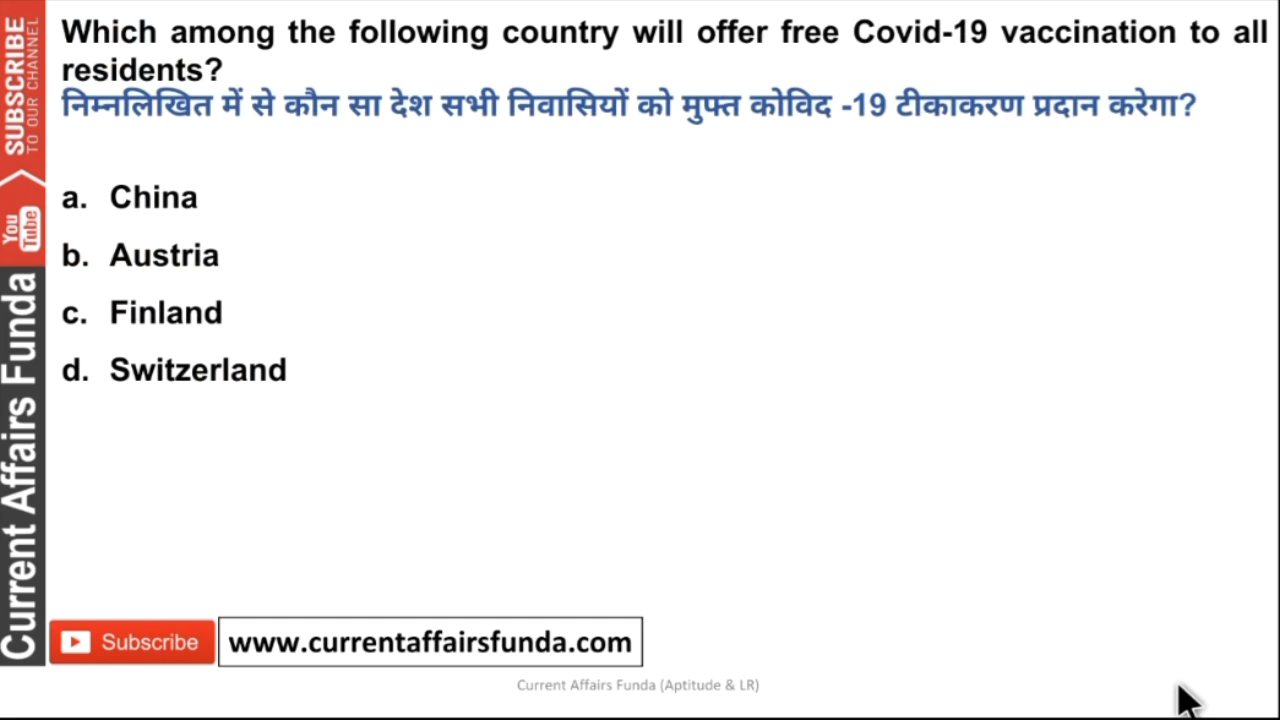 Which among the following country will offer free Covid-19 vaccination to all
residents?
निम्नलिखित में से कौन सा देश सभी निवासियों को मुफ्त कोविद -19 टीकाकरण प्रदान करेगा?
a. China
b. Austria
c. Finland
d. Switzerland
SUBSCRIBE
TO OUR CHANNEL
You
Tube
Current Affairs Funda
Subscribe
www.currentaffairsfunda.com
Current Affairs Funda (Aptitude & LR)